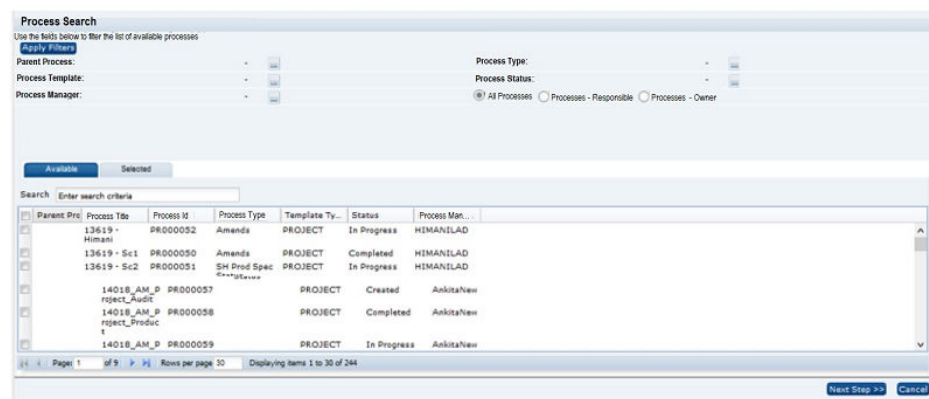 Process Search
Use the fields below to filter the list of available processes
Apply Filters
Parent Process: - ... Process Type: - ...
Process Template: - ... Process Status: - ...
Process Manager: - ... All Processes Processes - Responsible Processes - Owner
Available Selected
Search Enter search criteria
Parent Pro Process Title Process Id Process Type Template Ty... Status Process Man...
13619 - Himani PR000052 Amends PROJECT In Progress HIMANILAD
13619 - Sc1 PR000050 Amends PROJECT Completed HIMANILAD
13619 - Sc2 PR000051 SH Prod Spec PROJECT In Progress HIMANILAD
14018_AM_P PR000057 PROJECT Created AnkitaNew
roject_Audit
14018_AM_P PR000058 PROJECT Completed AnkitaNew
roject_Produc
t
14018_AM_P PR000059 PROJECT In Progress AnkitaNew
Page: 1 of 9 Rows per page 30 Displaying items 1 to 30 of 244
Next Step >> Cancel